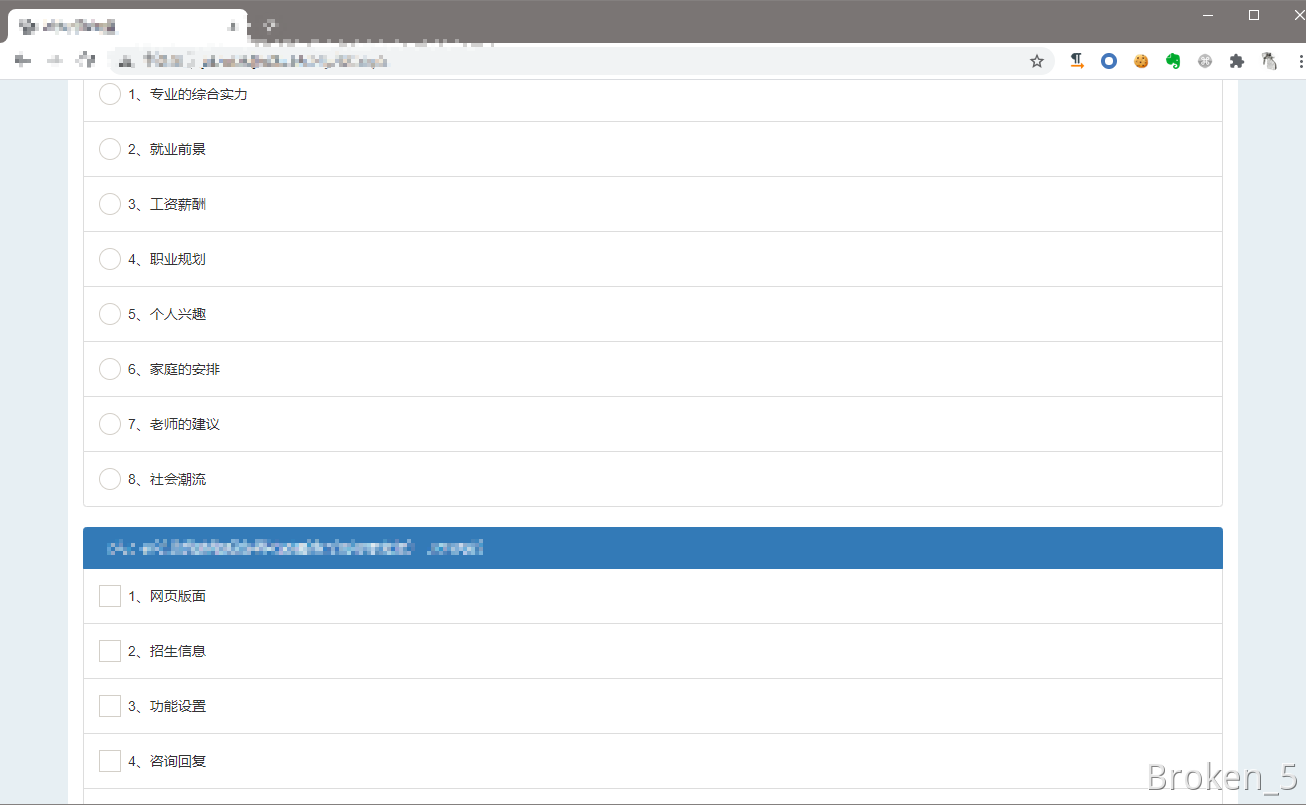 1、专业的综合实力
2、就业前景
3、工资薪酬
4、职业规划
5、个人兴趣
6、家庭的安排
7、老师的建议
8、社会潮流
1、网页版面
2、招生信息
3、功能设置
4、咨询回复
Broken_5